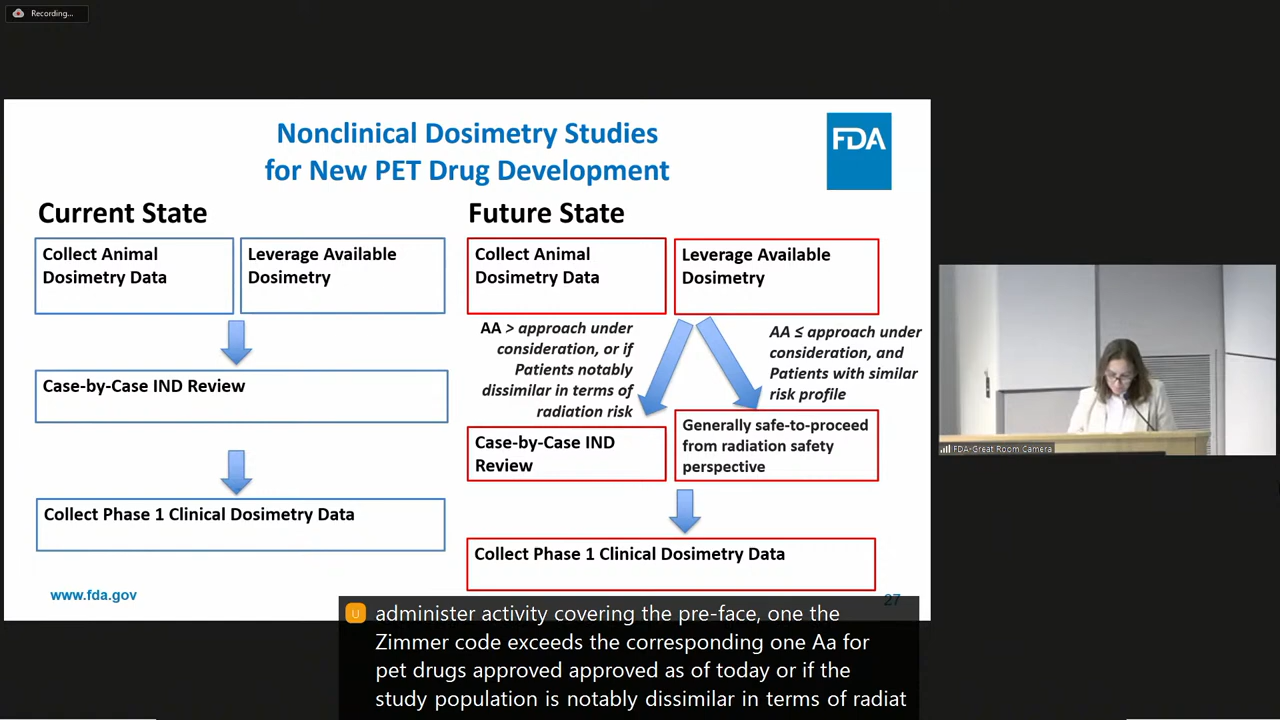 Recording...
Nonclinical Dosimetry Studies
for New PET Drug Development
FDA
Current State
Future State
Collect Animal
Dosimetry Data
Leverage Available
Dosimetry
Case-by-Case IND Review
Collect Phase 1 Clinical Dosimetry Data
Collect Animal
Dosimetry Data
Leverage Available
Dosimetry
AA > approach under
consideration, or if
Patients notably
dissimilar in terms of
radiation risk
AA ≤ approach under
consideration, and
Patients with similar
risk profile
Case-by-Case IND
Review
Generally safe-to-proceed
from radiation safety
perspective
Collect Phase 1 Clinical Dosimetry Data
www.fda.gov
27
FDA-Great Room Camera
U
administer activity covering the pre-face, one the
Zimmer code exceeds the corresponding one Aa for
pet drugs approved approved as of today or if the
study population is notably dissimilar in terms of radiat